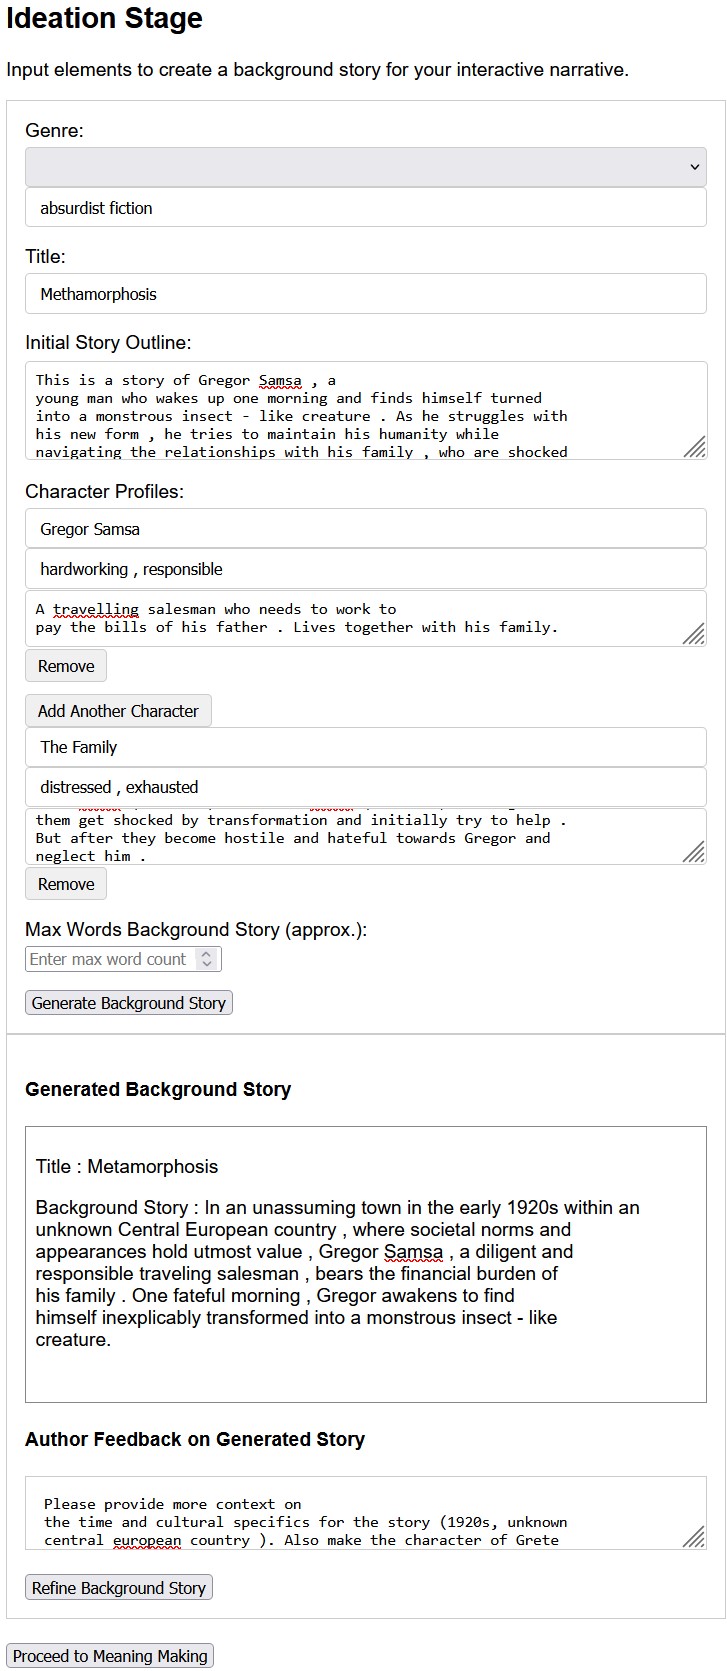 Ideation Stage
Input elements to create a background story for your interactive narrative.
Genre:
absurdist fiction
Title:
Methamorphosis
Initial Story Outline:
This is a story of Gregor Samsa , a
young man who wakes up one morning and finds himself turned
into a monstrous insect - like creature . As he struggles with
his new form , he tries to maintain his humanity while
navigating the relationships with his family , who are shocked
Character Profiles:
Gregor Samsa
hardworking , responsible
A travelling salesman who needs to work to
pay the bills of his father . Lives together with his family.
Remove
Add Another Character
The Family
distressed , exhausted
them get shocked by transformation and initially try to help .
But after they become hostile and hateful towards Gregor and
neglect him .
Remove
Max Words Background Story (approx.):
Enter max word count
Generate Background Story
Generated Background Story
Title : Metamorphosis
Background Story : In an unassuming town in the early 1920s within an
unknown Central European country , where societal norms and
appearances hold utmost value , Gregor Samsa , a diligent and
responsible traveling salesman , bears the financial burden of
his family . One fateful morning , Gregor awakens to find
himself inexplicably transformed into a monstrous insect - like
creature.
Author Feedback on Generated Story
Please provide more context on
the time and cultural specifics for the story (1920s, unknown
central european country ). Also make the character of Grete
Refine Background Story
Proceed to Meaning Making